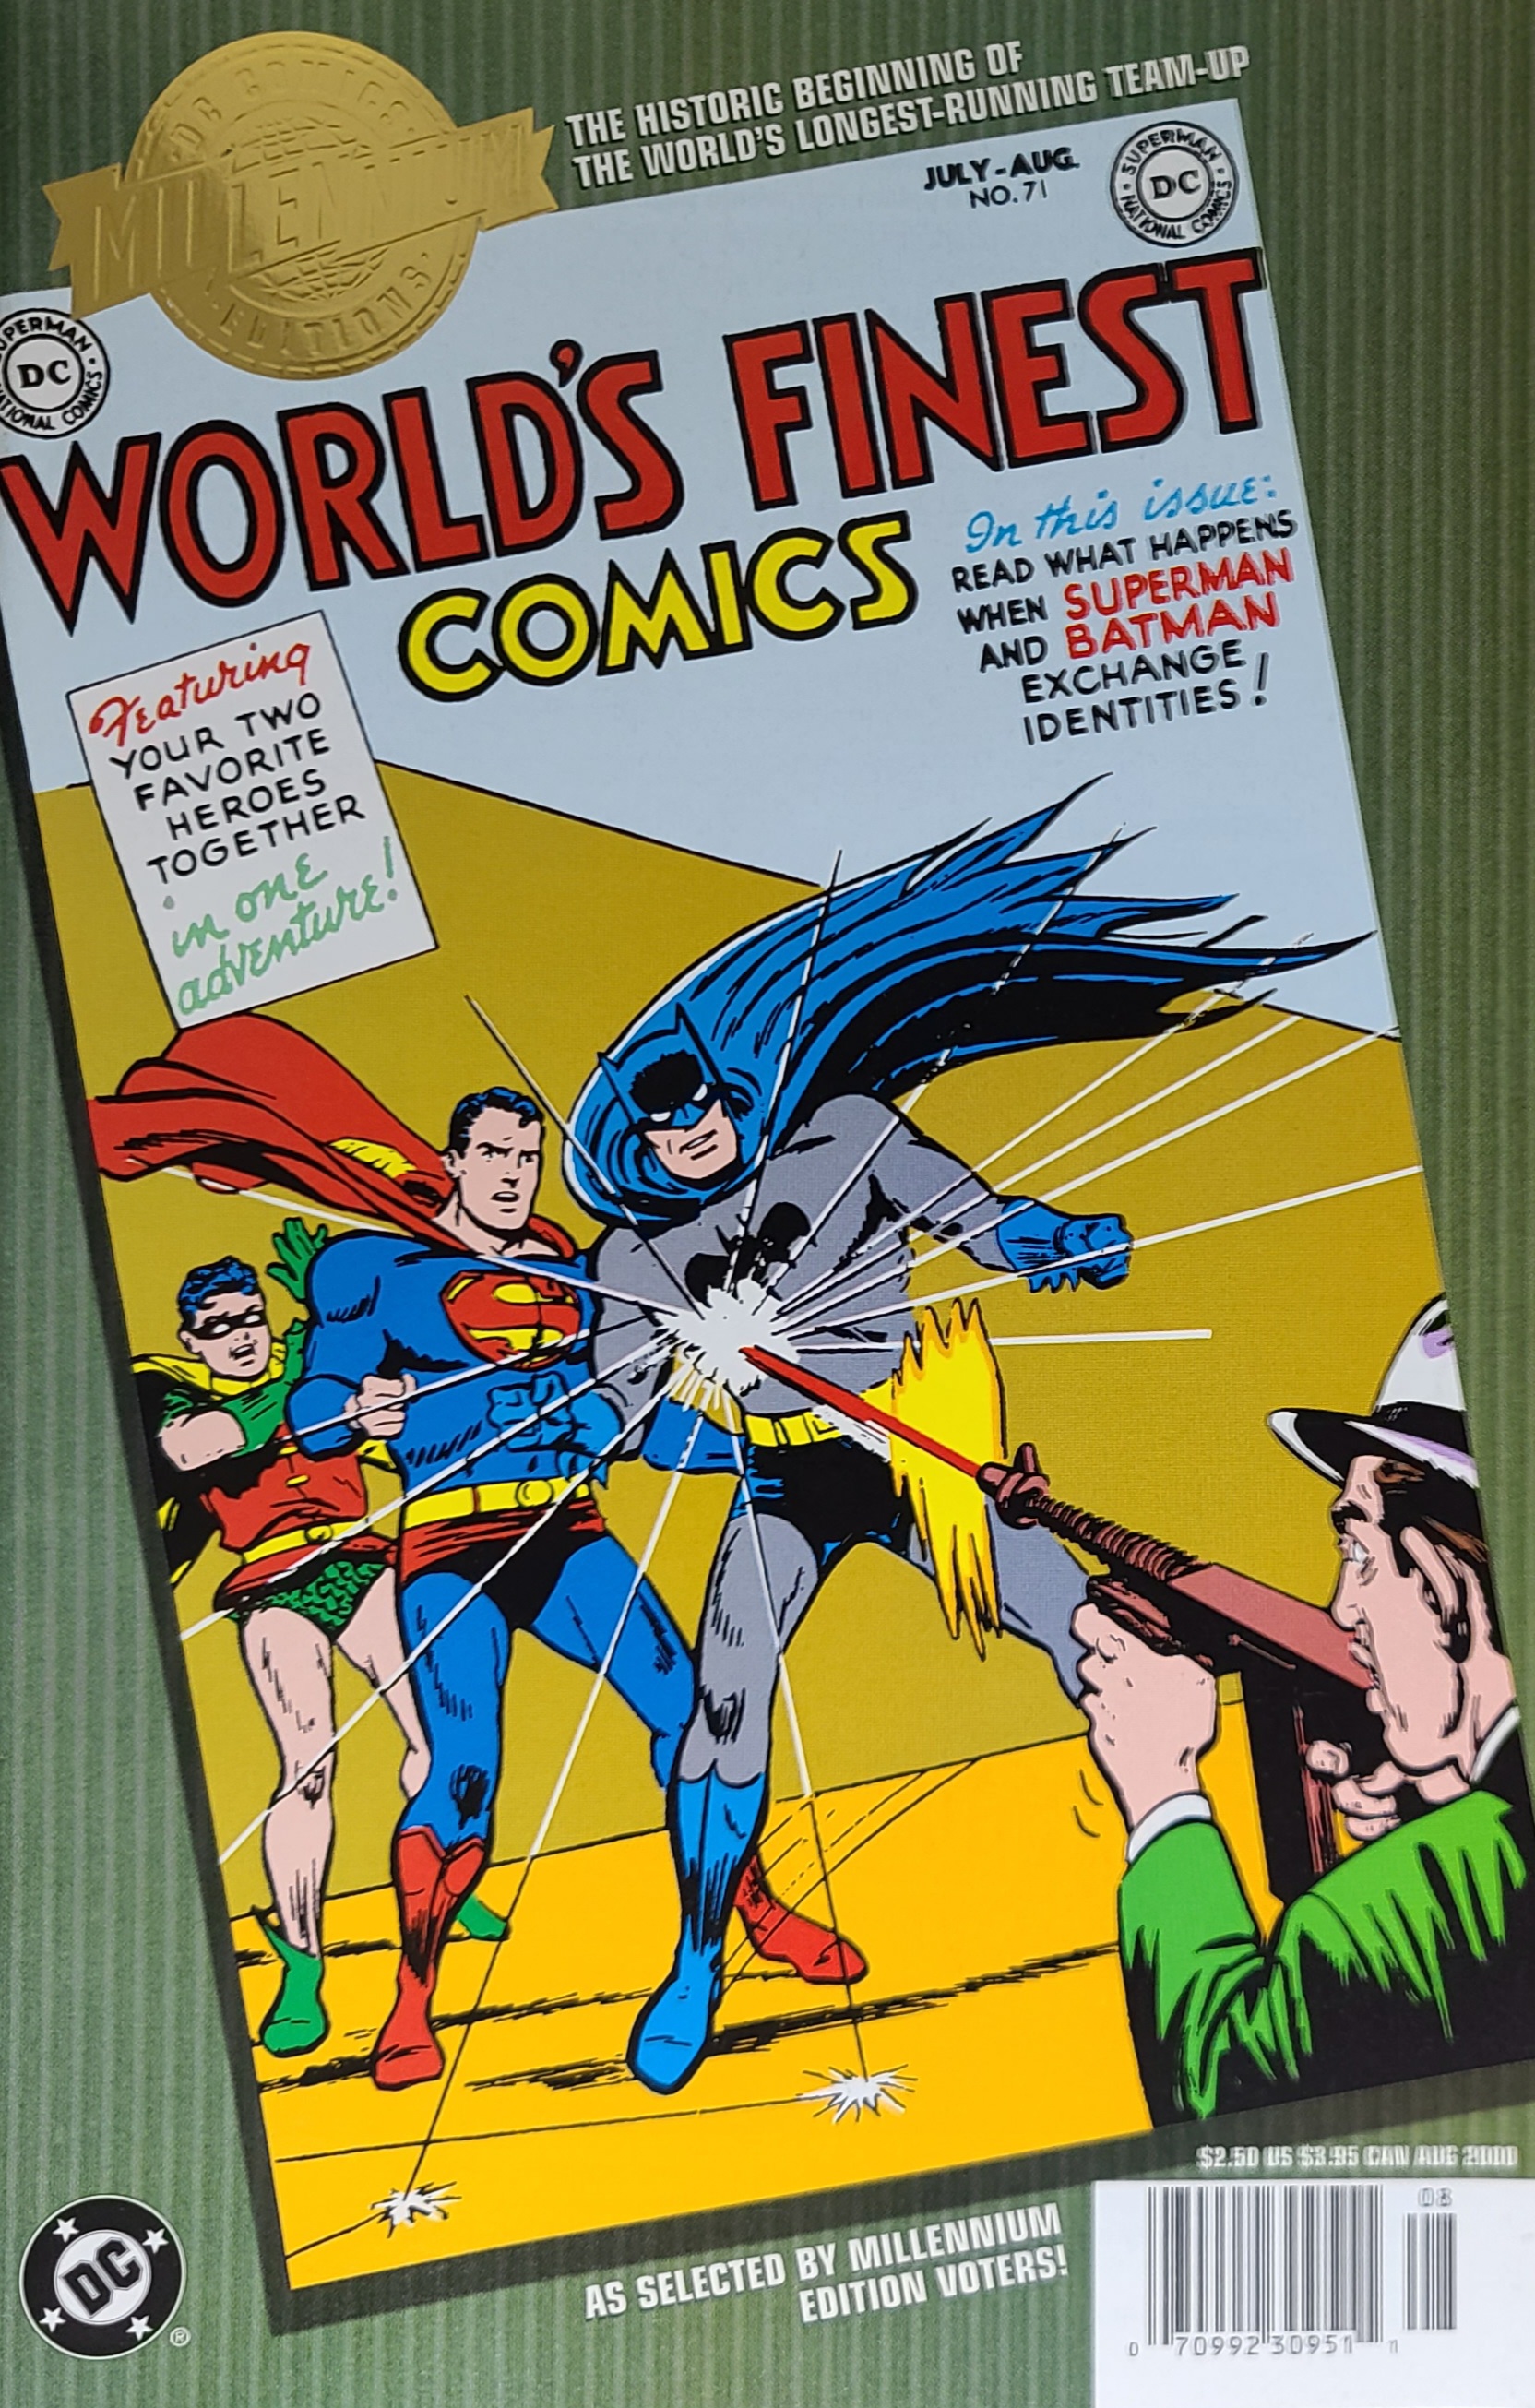 THE HISTORIC BEGINNING OF
THE WORLD'S LONGEST-RUNNING TEAM-UP
DC COMICS
MILLENNIUM
EDITIONS
JULY-AUG.
NO. 71
SUPERMAN
DC
NATIONAL COMICS
SUPERMAN
DC
NATIONAL COMICS
WORLD'S FINEST
COMICS
In this issue:
READ WHAT HAPPENS
WHEN SUPERMAN
AND BATMAN
EXCHANGE
IDENTITIES!
Featuring
YOUR TWO
FAVORITE
HEROES
TOGETHER
in one
adventure!
S
$2.50 US $3.95 CAN AUG 2000
DC
®
AS SELECTED BY MILLENNIUM
EDITION VOTERS!
08
0 70992 30951 1